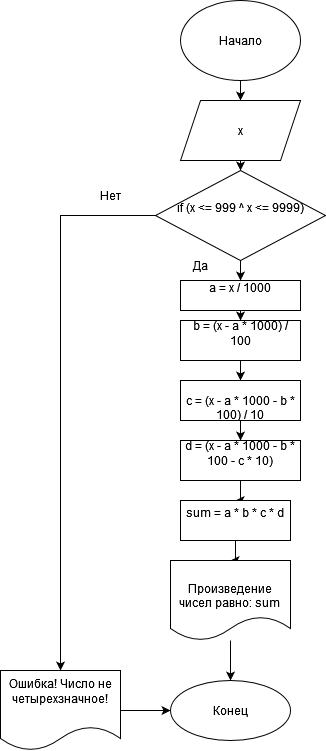 Начало
x
Нет
if (x <= 999 ^ x <= 9999)
Да
a = x / 1000
b = (x - a * 1000) /
100
c = (x - a * 1000 - b *
100) / 10
d = (x - a * 1000 - b *
100 - c * 10)
sum = a * b * c * d
Произведение
чисел равно: sum
Ошибка! Число не
четырехзначное!
Конец